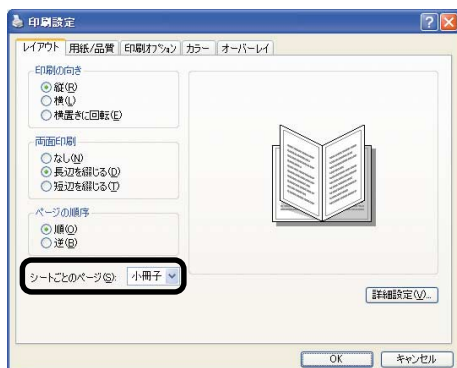 印刷設定
レイアウト 用紙/品質 印刷オプション カラー オーバーレイ
印刷の向き
縦(R)
横(L)
横置きに回転(E)
両面印刷
なし(N)
長辺を綴じる(D)
短辺を綴じる(T)
ページの順序
順(O)
逆(B)
シートごとのページ(S): 小冊子
詳細設定(V)...
OK キャンセル